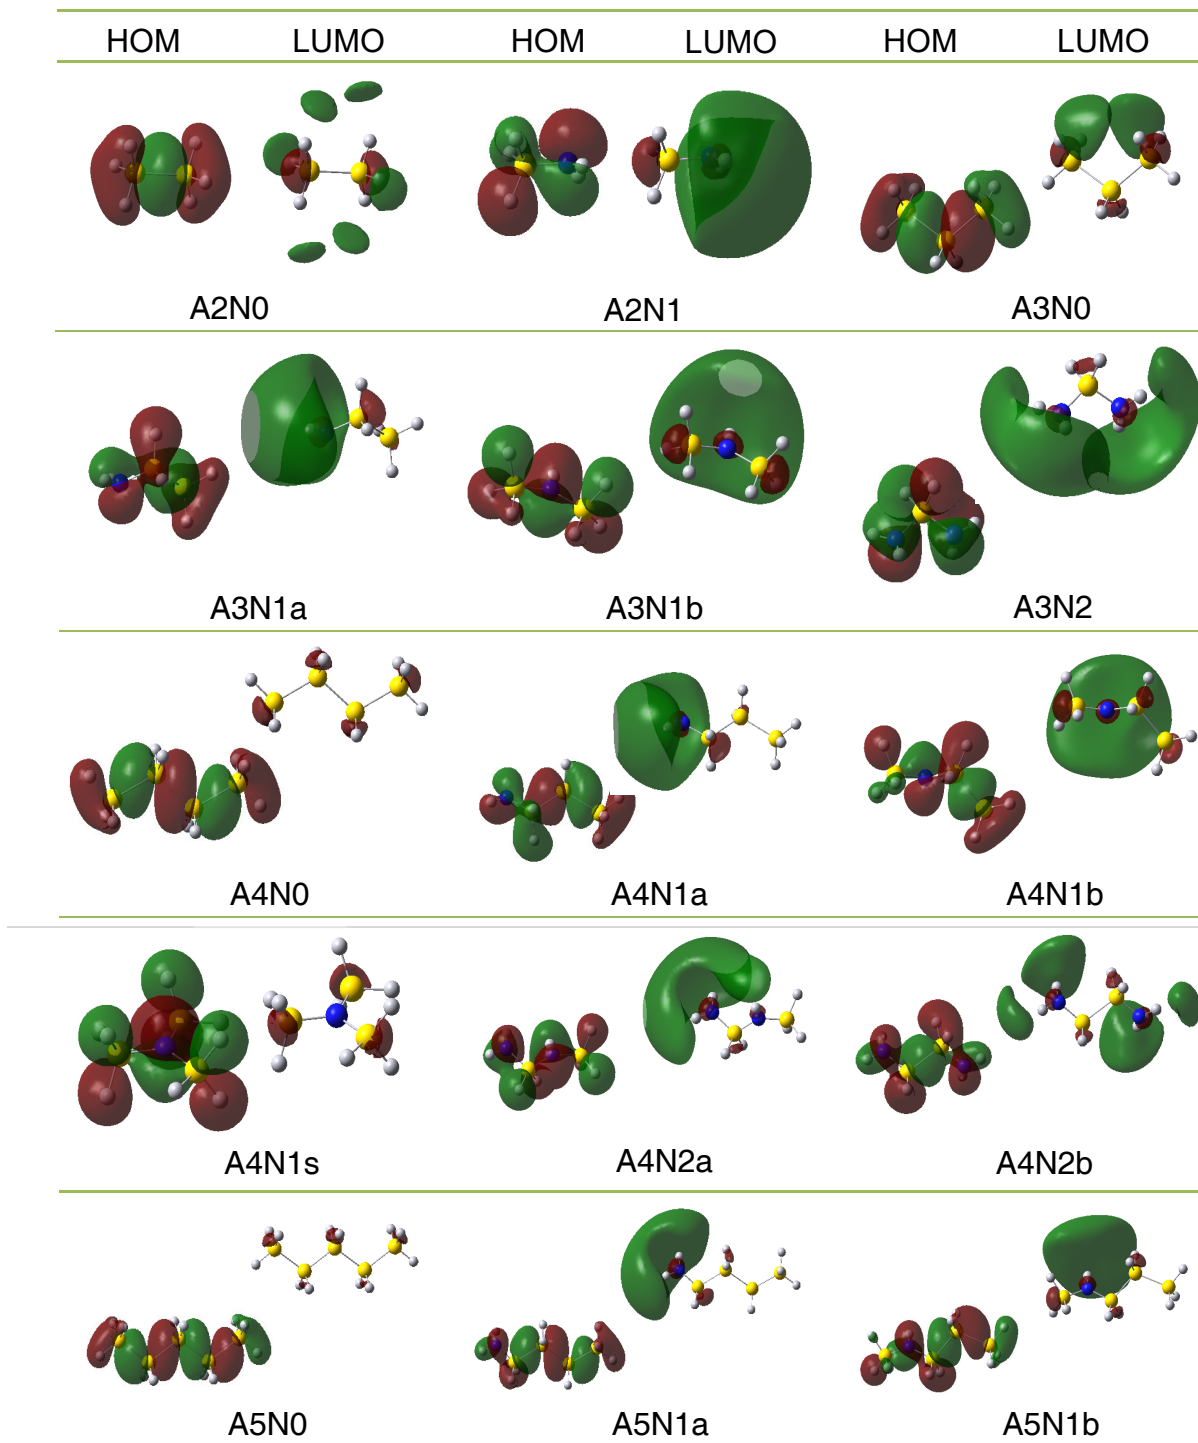 HOM LUMO HOM LUMO HOM LUMO
A2N0 A2N1 A3N0
A3N1a A3N1b A3N2
A4N0 A4N1a A4N1b
A4N1s A4N2a A4N2b
A5N0 A5N1a A5N1b